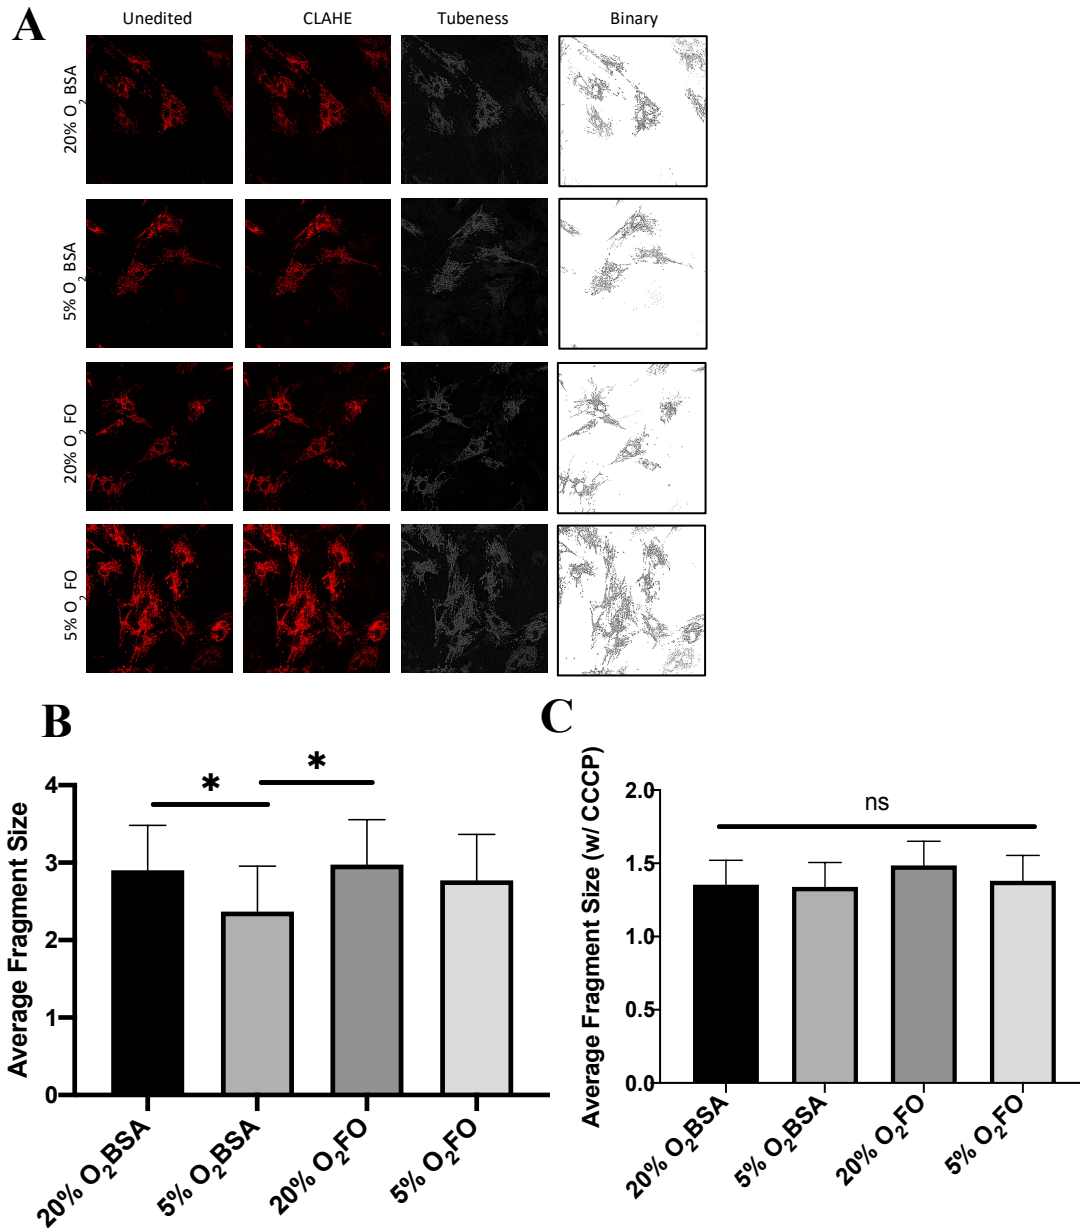 A
Unedited
CLAHE
Tubeness
Binary
20% O₂ BSA
5% O₂ BSA
20% O₂ FO
5% O₂ FO
B
Average Fragment Size
4
3
2
1
0
*
*
20% O₂BSA
5% O₂BSA
20% O₂FO
5% O₂FO
C
Average Fragment Size (w/ CCCP)
2.0
1.5
1.0
0.5
0.0
ns
20% O₂BSA
5% O₂BSA
20% O₂FO
5% O₂FO